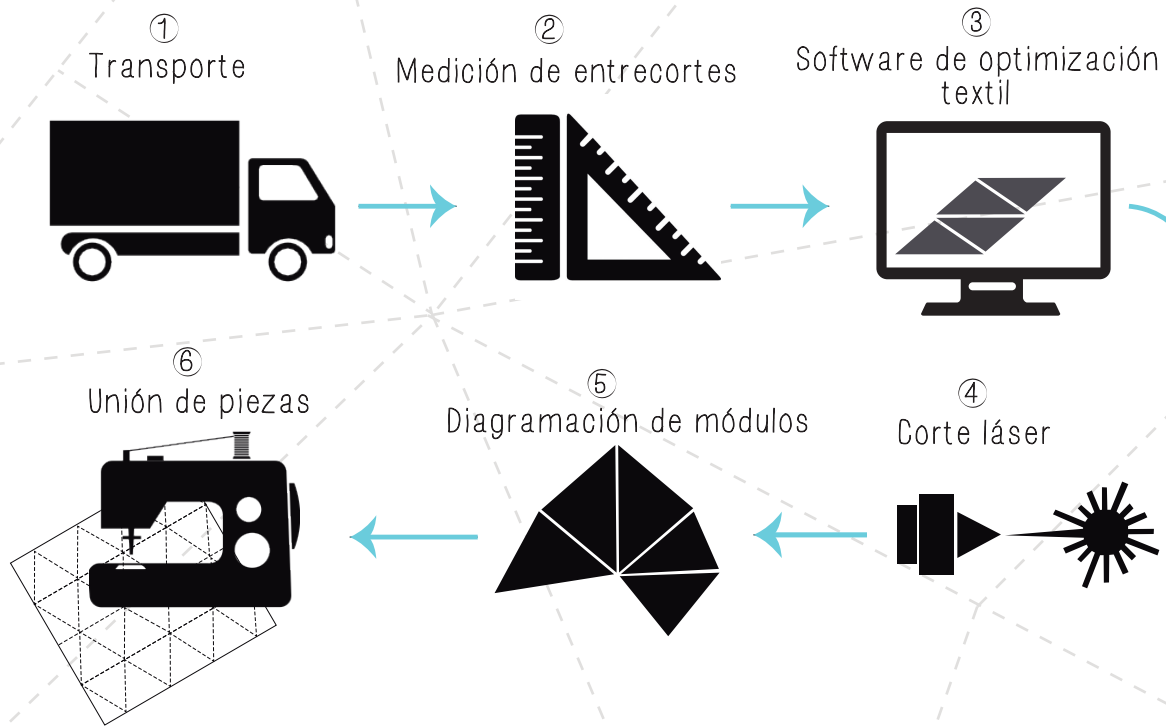 ①
Transporte
②
Medición de entrecortes
③
Software de optimización
textil
④
Corte láser
⑤
Diagramación de módulos
⑥
Unión de piezas